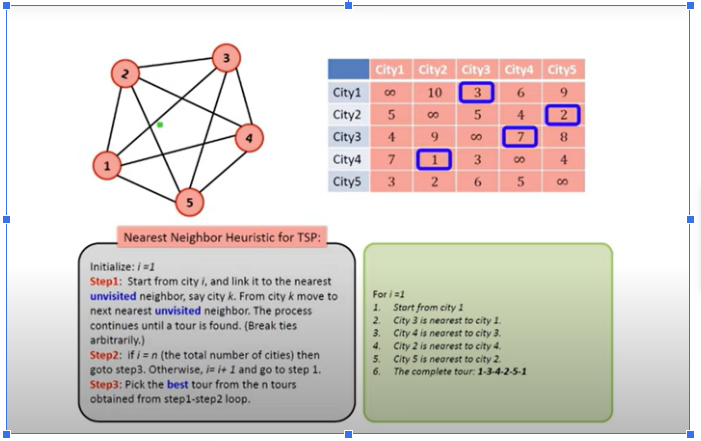 3
2
4
1
5
City1 City2 City3 City4 City5
City1 ∞ 10 3 6 9
City2 5 ∞ 5 4 2
City3 4 9 ∞ 7 8
City4 7 1 3 ∞ 4
City5 3 2 6 5 ∞
Nearest Neighbor Heuristic for TSP:
Initialize: i =1
Step1: Start from city i, and link it to the nearest
unvisited neighbor, say city k. From city k move to
next nearest unvisited neighbor. The process
continues until a tour is found. (Break ties
arbitrarily.)
Step2: if i = n (the total number of cities) then
goto step3. Otherwise, i= i+ 1 and go to step 1.
Step3: Pick the best tour from the n tours
obtained from step1-step2 loop.
For i =1
1. Start from city 1
2. City 3 is nearest to city 1.
3. City 4 is nearest to city 3.
4. City 2 is nearest to city 4.
5. City 5 is nearest to city 2.
6. The complete tour: 1-3-4-2-5-1